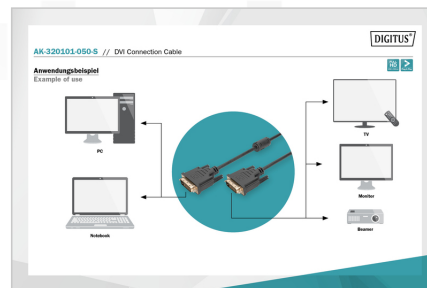 DIGITUS®
AK-320101-050-S // DVI Connection Cable
Anwendungsbeispiel
Example of use
PC
Notebook
TV
Monitor
Beamer